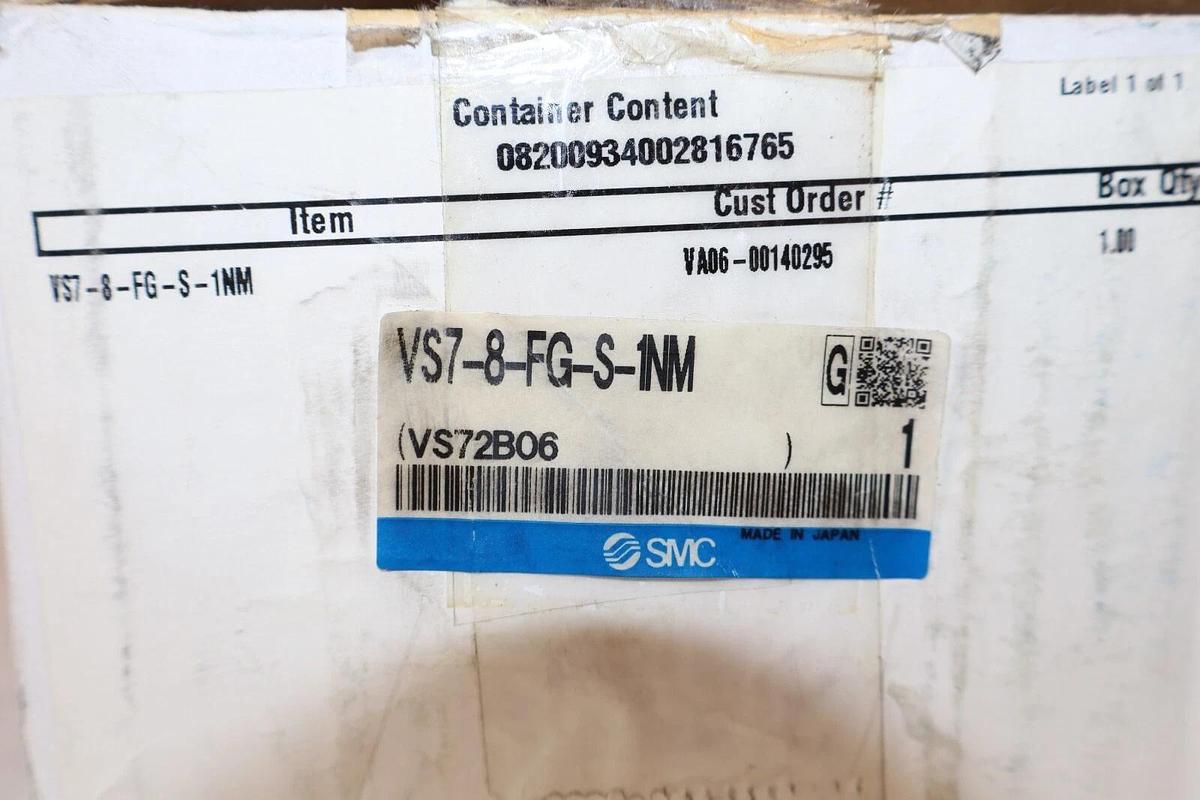 Label 1 of 1
Container Content
08200934002816765
Item Cust Order # Box Qty
VS7-8-FG-S-1NM VA06-00140295 1.00
VS7-8-FG-S-1NM G
(VS72B06 ) 1
SMC MADE IN JAPAN